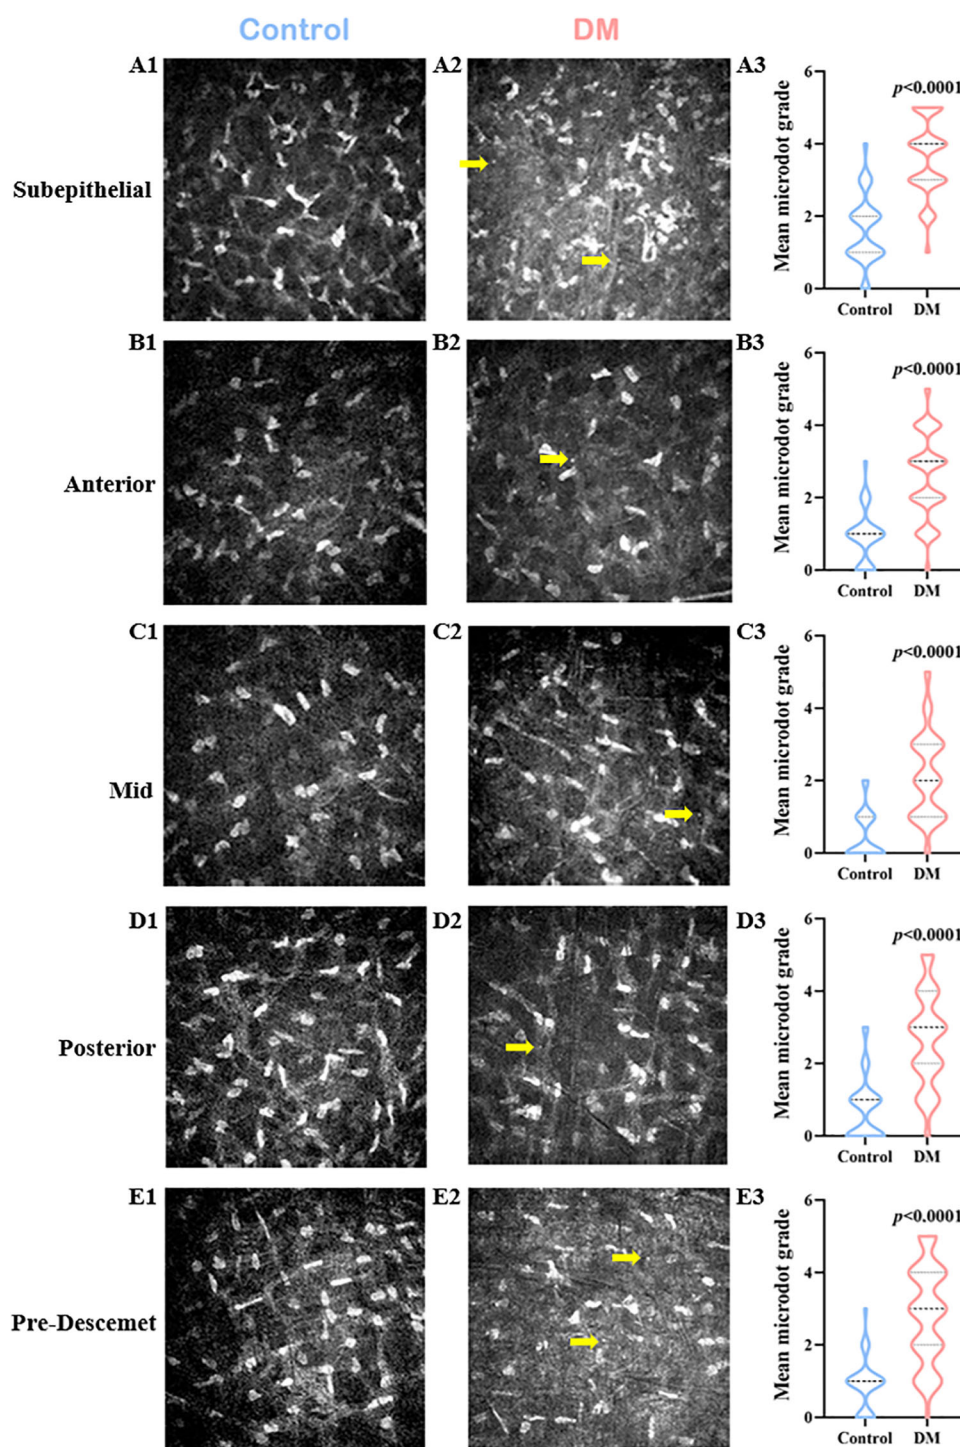 Control DM
A1 A2 A3
Subepithelial
Mean microdot grade
6
4
2
0
p<0.0001
Control DM
B1 B2 B3
Anterior
Mean microdot grade
6
4
2
0
p<0.0001
Control DM
C1 C2 C3
Mid
Mean microdot grade
6
4
2
0
p<0.0001
Control DM
D1 D2 D3
Posterior
Mean microdot grade
6
4
2
0
p<0.0001
Control DM
E1 E2 E3
Pre-Descemet
Mean microdot grade
6
4
2
0
p<0.0001
Control DM